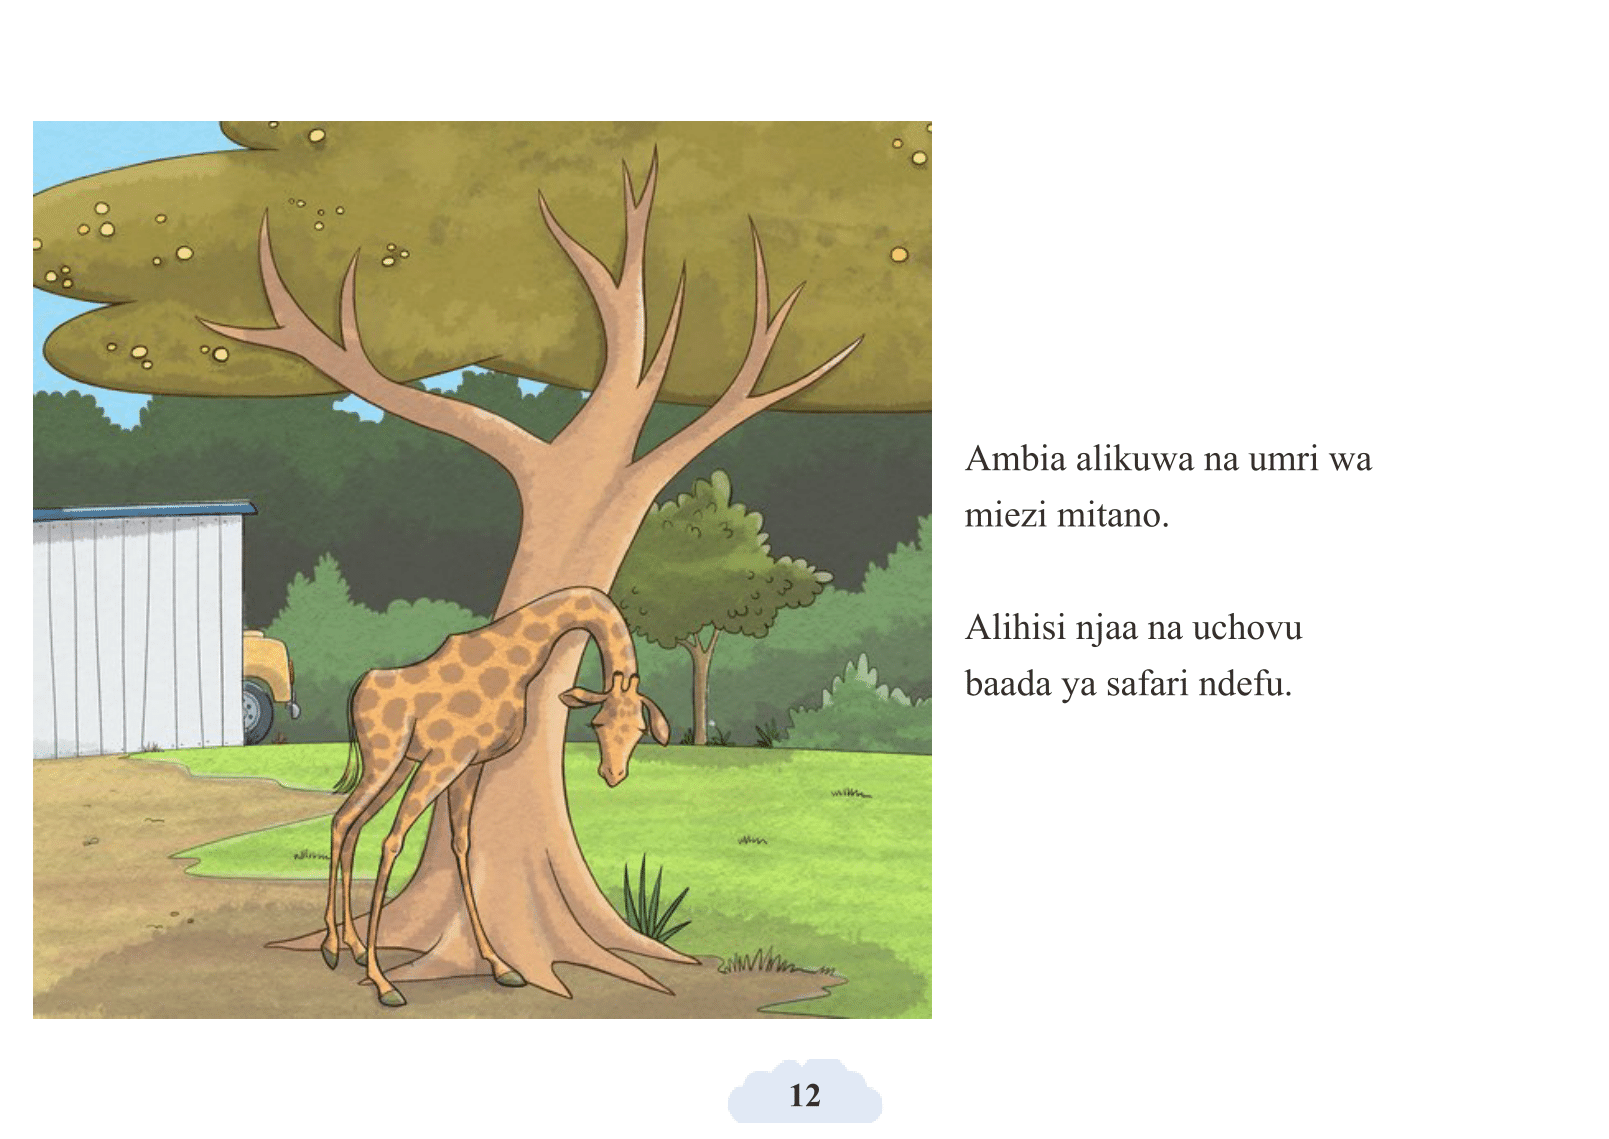 Ambia alikuwa na umri wa
miezi mitano.
Alihisi njaa na uchovu
baada ya safari ndefu.
12